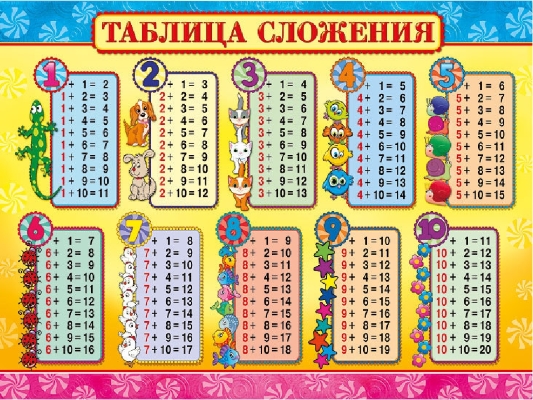 ТАБЛИЦА СЛОЖЕНИЯ
1
+ 1= 2
1+ 2= 3
1+ 3= 4
1+ 4= 5
1+ 5= 6
1+ 6= 7
1+ 7= 8
1+ 8= 9
1+ 9=10
1+10=11
2
+ 1= 3
2+ 2= 4
2+ 3= 5
2+ 4= 6
2+ 5= 7
2+ 6= 8
2+ 7= 9
2+ 8=10
2+ 9=11
2+10=12
3
+ 1= 4
3+ 2= 5
3+ 3= 6
3+ 4= 7
3+ 5= 8
3+ 6= 9
3+ 7=10
3+ 8=11
3+ 9=12
3+10=13
4
+ 1= 5
4+ 2= 6
4+ 3= 7
4+ 4= 8
4+ 5= 9
4+ 6=10
4+ 7=11
4+ 8=12
4+ 9=13
4+10=14
5
+ 1= 6
5+ 2= 7
5+ 3= 8
5+ 4= 9
5+ 5=10
5+ 6=11
5+ 7=12
5+ 8=13
5+ 9=14
5+10=15
6
+ 1= 7
6+ 2= 8
6+ 3= 9
6+ 4=10
6+ 5=11
6+ 6=12
6+ 7=13
6+ 8=14
6+ 9=15
6+10=16
7
+ 1= 8
7+ 2= 9
7+ 3=10
7+ 4=11
7+ 5=12
7+ 6=13
7+ 7=14
7+ 8=15
7+ 9=16
7+10=17
8
+ 1= 9
8+ 2=10
8+ 3=11
8+ 4=12
8+ 5=13
8+ 6=14
8+ 7=15
8+ 8=16
8+ 9=17
8+10=18
9
+ 1=10
9+ 2=11
9+ 3=12
9+ 4=13
9+ 5=14
9+ 6=15
9+ 7=16
9+ 8=17
9+ 9=18
9+10=19
10
+ 1=11
10+ 2=12
10+ 3=13
10+ 4=14
10+ 5=15
10+ 6=16
10+ 7=17
10+ 8=18
10+ 9=19
10+10=20